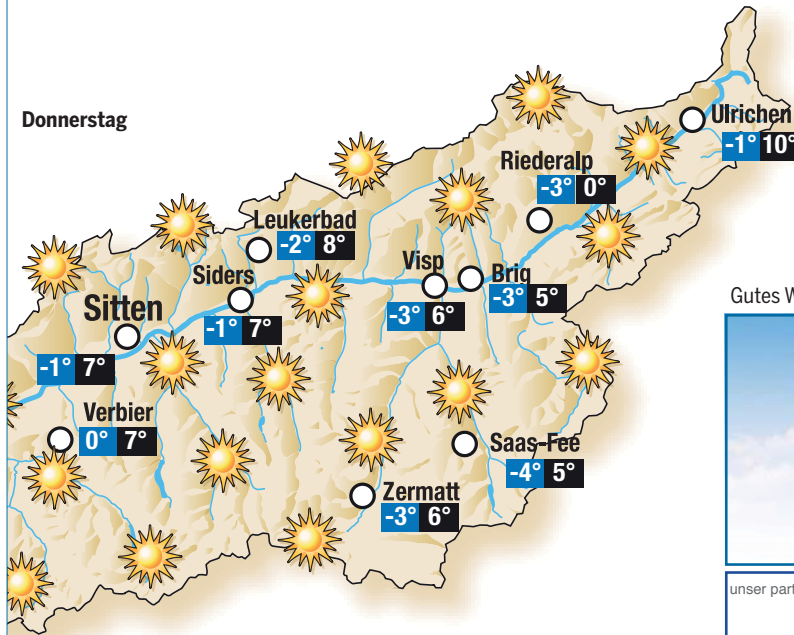 Donnerstag
Ulrichen
-1° 10°
Riederalp
-3° 0°
Leukerbad
-2° 8°
Visp
-3° 6°
Brig
-3° 5°
Siders
-1° 7°
Sitten
-1° 7°
Verbier
0° 7°
Saas-Fee
-4° 5°
Zermatt
-3° 6°
Gutes W
unser part